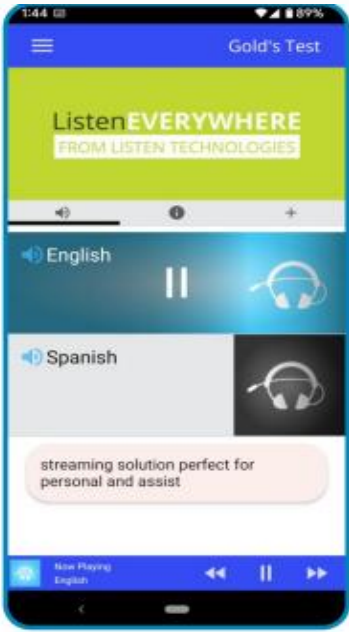 1:44 89%
Gold's Test
ListenEVERYWHERE
FROM LISTEN TECHNOLOGIES
English
Spanish
streaming solution perfect for
personal and assist
Now Playing
English